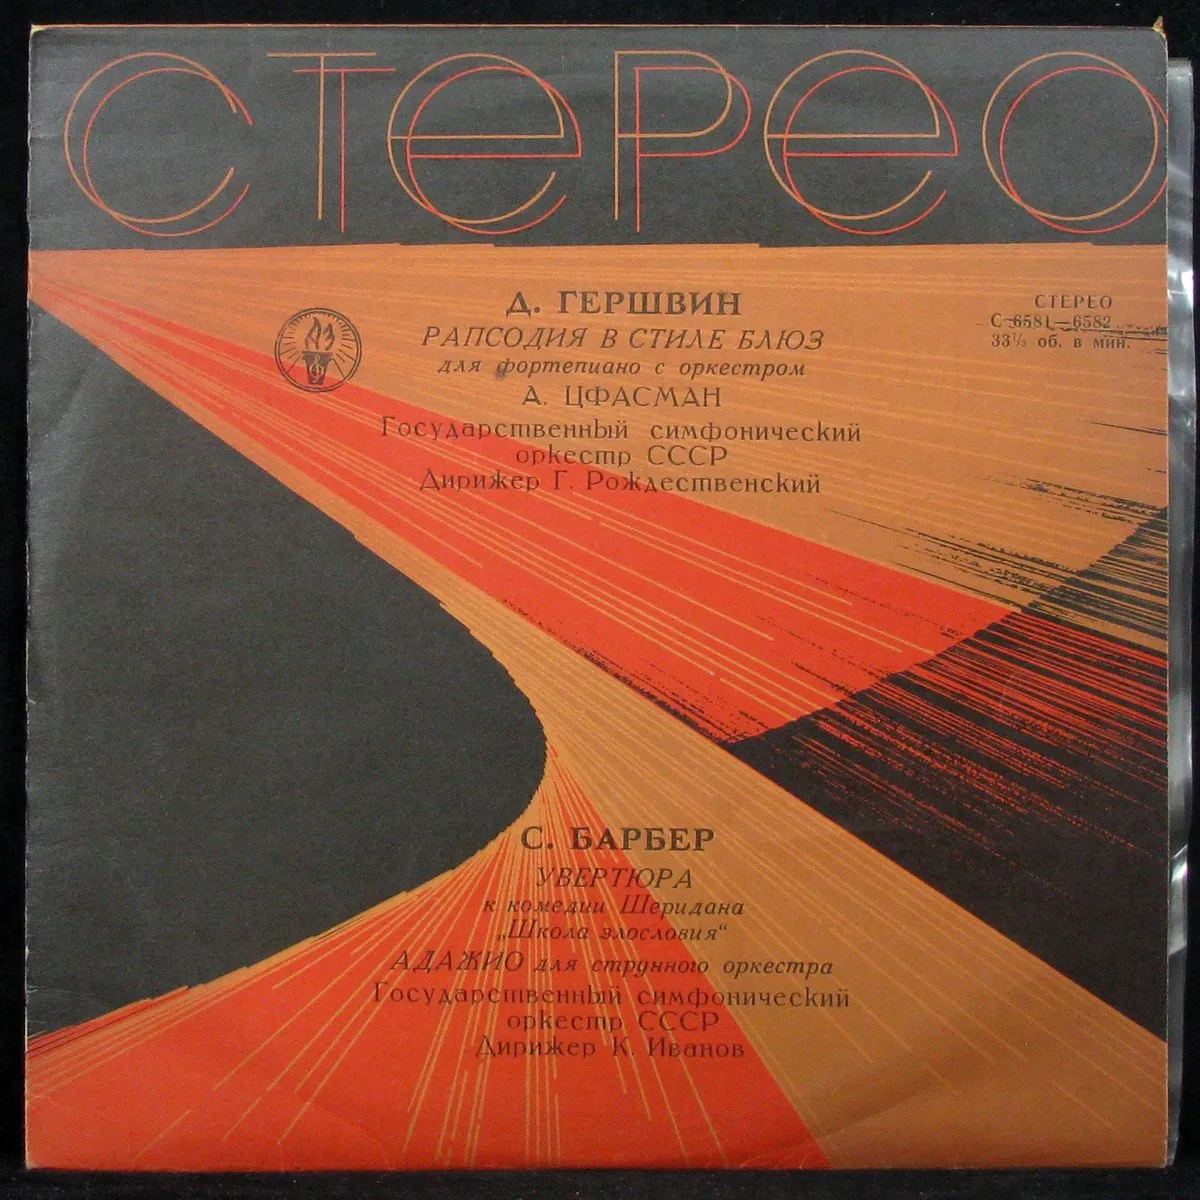 СТЕРЕО
Д. ГЕРШВИН
РАПСОДИЯ В СТИЛЕ БЛЮЗ
для фортепиано с оркестром
А. ЦФАСМАН
Государственный симфонический
оркестр СССР
Дирижер Г. Рождественский
СТЕРЕО
С-6581—6582
33⅓ об. в мин.
С. БАРБЕР
УВЕРТЮРА
к комедии Шеридана
„Школа злословия“
АДАЖИО для струнного оркестра
Государственный симфонический
оркестр СССР
Дирижер К. Иванов